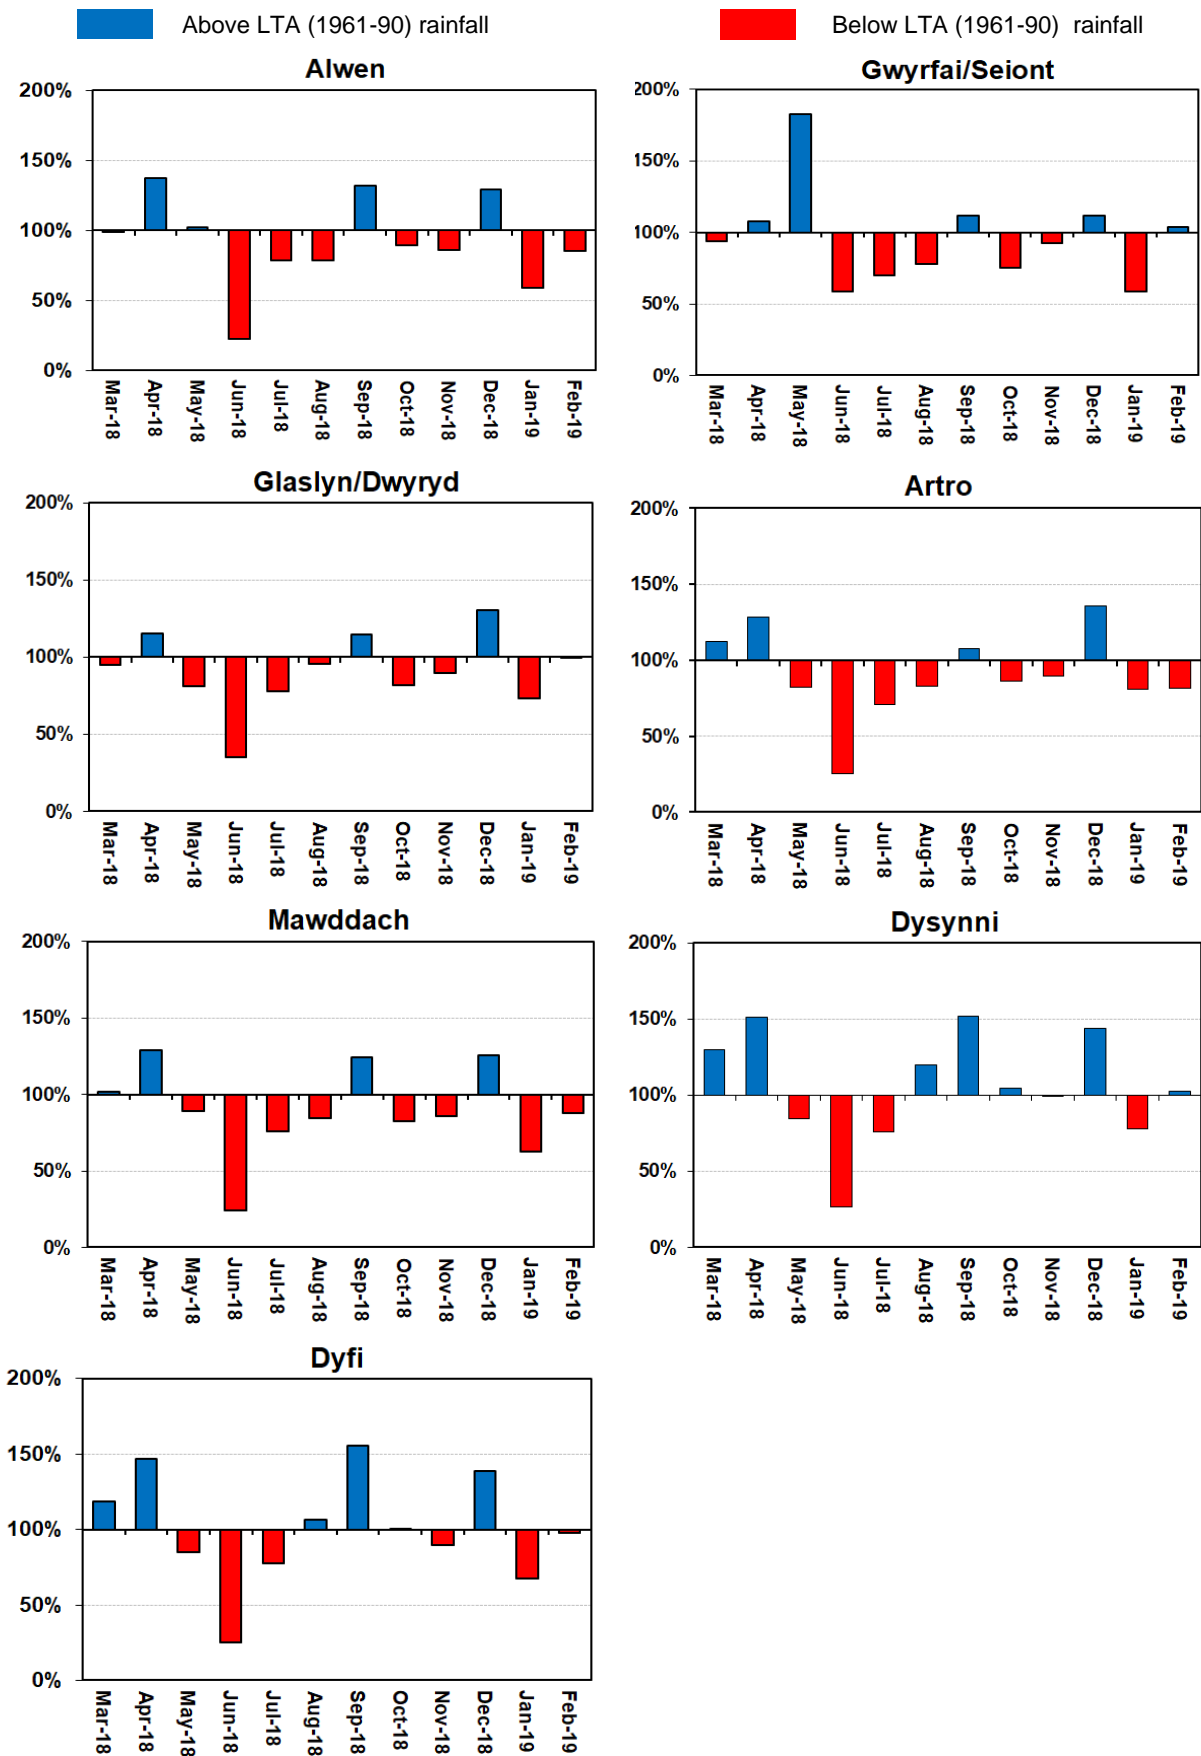 Above LTA (1961-90) rainfall
Below LTA (1961-90) rainfall
Alwen
200%
150%
100%
50%
0%
Mar-18
Apr-18
May-18
Jun-18
Jul-18
Aug-18
Sep-18
Oct-18
Nov-18
Dec-18
Jan-19
Feb-19
Gwyrfai/Seiont
200%
150%
100%
50%
0%
Mar-18
Apr-18
May-18
Jun-18
Jul-18
Aug-18
Sep-18
Oct-18
Nov-18
Dec-18
Jan-19
Feb-19
Glaslyn/Dwyryd
200%
150%
100%
50%
0%
Mar-18
Apr-18
May-18
Jun-18
Jul-18
Aug-18
Sep-18
Oct-18
Nov-18
Dec-18
Jan-19
Feb-19
Artro
200%
150%
100%
50%
0%
Mar-18
Apr-18
May-18
Jun-18
Jul-18
Aug-18
Sep-18
Oct-18
Nov-18
Dec-18
Jan-19
Feb-19
Mawddach
200%
150%
100%
50%
0%
Mar-18
Apr-18
May-18
Jun-18
Jul-18
Aug-18
Sep-18
Oct-18
Nov-18
Dec-18
Jan-19
Feb-19
Dysynni
200%
150%
100%
50%
0%
Mar-18
Apr-18
May-18
Jun-18
Jul-18
Aug-18
Sep-18
Oct-18
Nov-18
Dec-18
Jan-19
Feb-19
Dyfi
200%
150%
100%
50%
0%
Mar-18
Apr-18
May-18
Jun-18
Jul-18
Aug-18
Sep-18
Oct-18
Nov-18
Dec-18
Jan-19
Feb-19